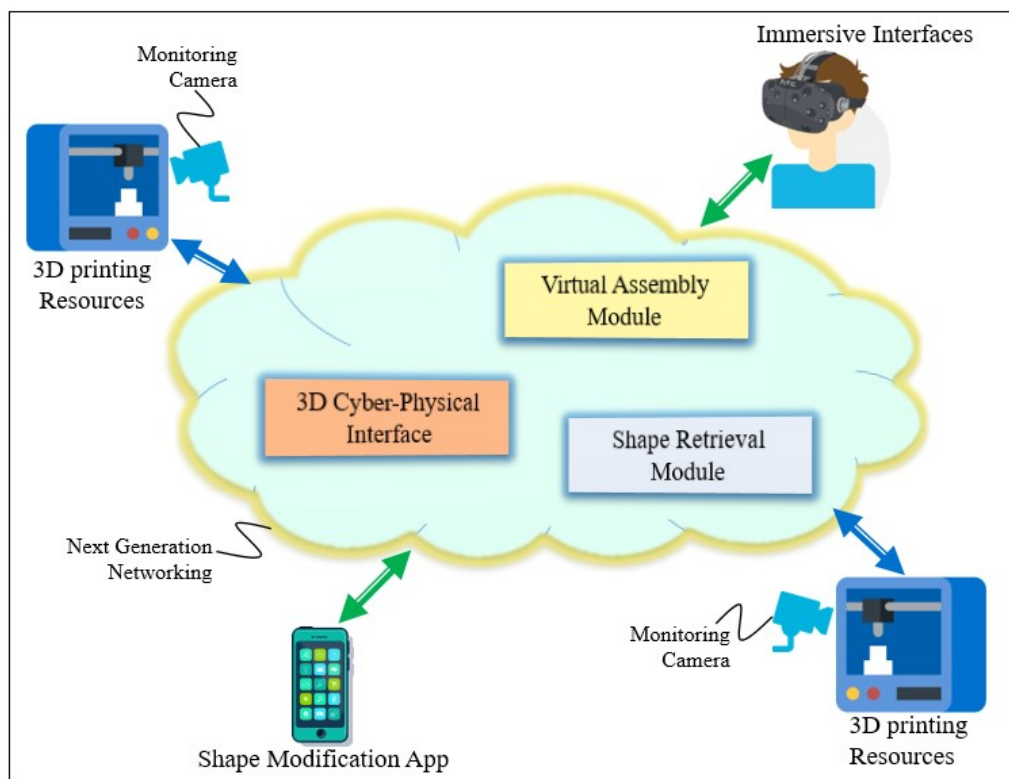 Immersive Interfaces
Monitoring
Camera
hTC
3D printing
Resources
Virtual Assembly
Module
3D Cyber-Physical
Interface
Shape Retrieval
Module
Next Generation
Networking
Monitoring
Camera
Shape Modification App
3D printing
Resources